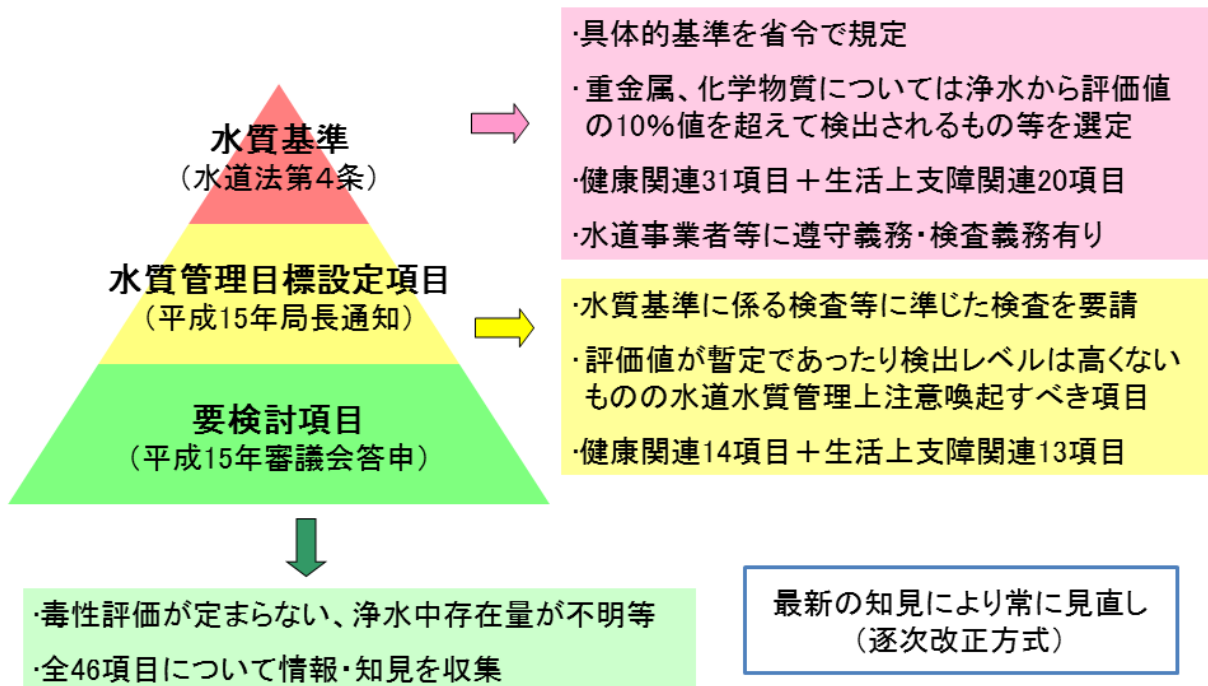 水質基準
（水道法第４条）
・具体的基準を省令で規定
・重金属、化学物質については浄水から評価値
の10％値を超えて検出されるもの等を選定
・健康関連31項目＋生活上支障関連20項目
・水道事業者等に遵守義務・検査義務有り
水質管理目標設定項目
（平成15年局長通知）
・水質基準に係る検査等に準じた検査を要請
・評価値が暫定であったり検出レベルは高くない
ものの水道水質管理上注意喚起すべき項目
・健康関連14項目＋生活上支障関連13項目
要検討項目
（平成15年審議会答申）
・毒性評価が定まらない、浄水中存在量が不明等
・全46項目について情報・知見を収集
最新の知見により常に見直し
（逐次改正方式）